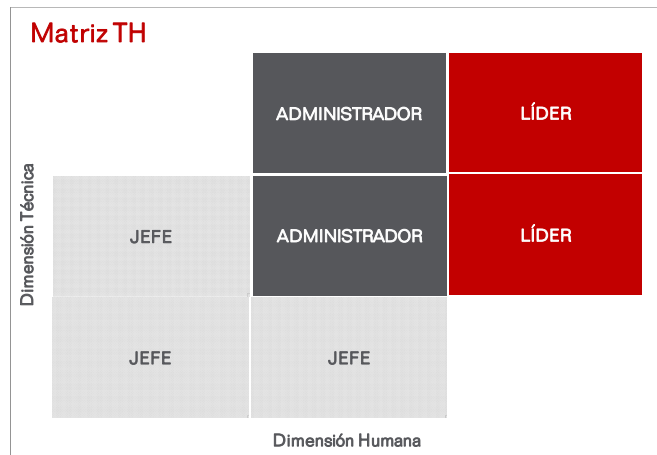 Matriz TH
ADMINISTRADOR
LÍDER
Dimensión Técnica
JEFE
ADMINISTRADOR
LÍDER
JEFE
JEFE
Dimensión Humana